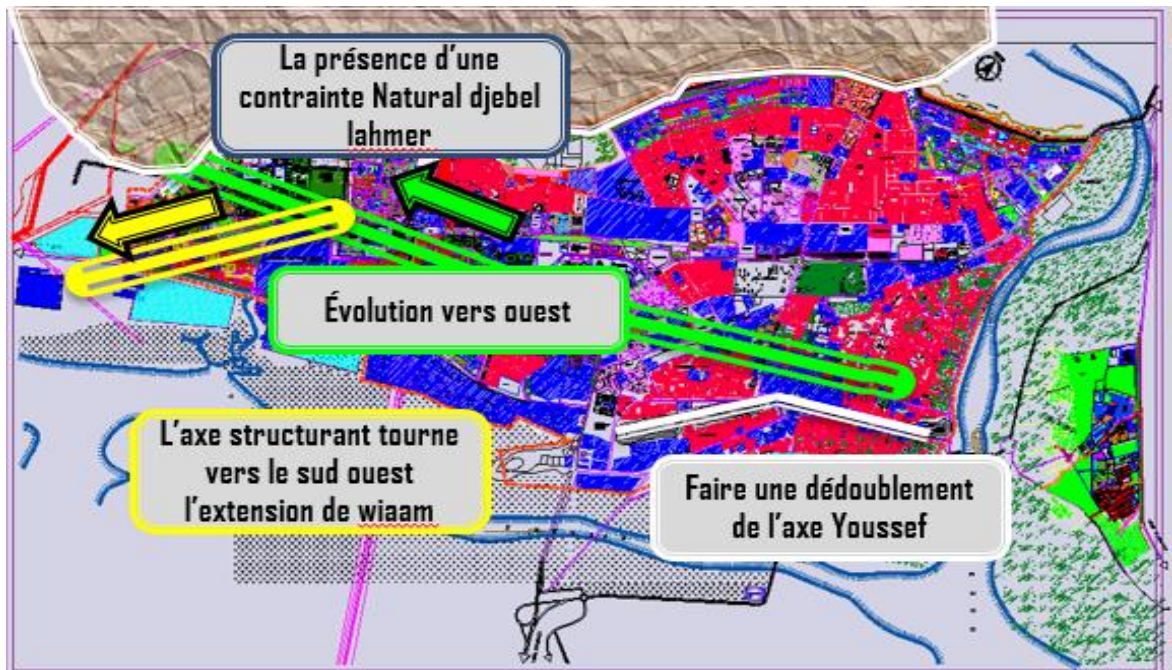 La présence d’une
contrainte Natural djebel
lahmer
Évolution vers ouest
L’axe structurant tourne
vers le sud ouest
l’extension de wiaam
Faire une dédoublement
de l’axe Youssef